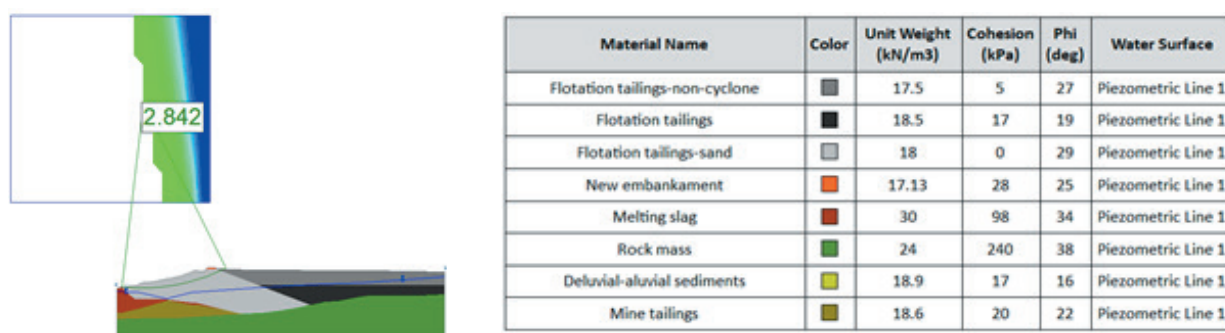 2.842
Material Name Color Unit Weight (kN/m3) Cohesion (kPa) Phi (deg) Water Surface
Flotation tailings-non-cyclone 17.5 5 27 Piezometric Line 1
Flotation tailings 18.5 17 19 Piezometric Line 1
Flotation tailings-sand 18 0 29 Piezometric Line 1
New embankament 17.13 28 25 Piezometric Line 1
Melting slag 30 98 34 Piezometric Line 1
Rock mass 24 240 38 Piezometric Line 1
Deluvial-aluvial sediments 18.9 17 16 Piezometric Line 1
Mine tailings 18.6 20 22 Piezometric Line 1